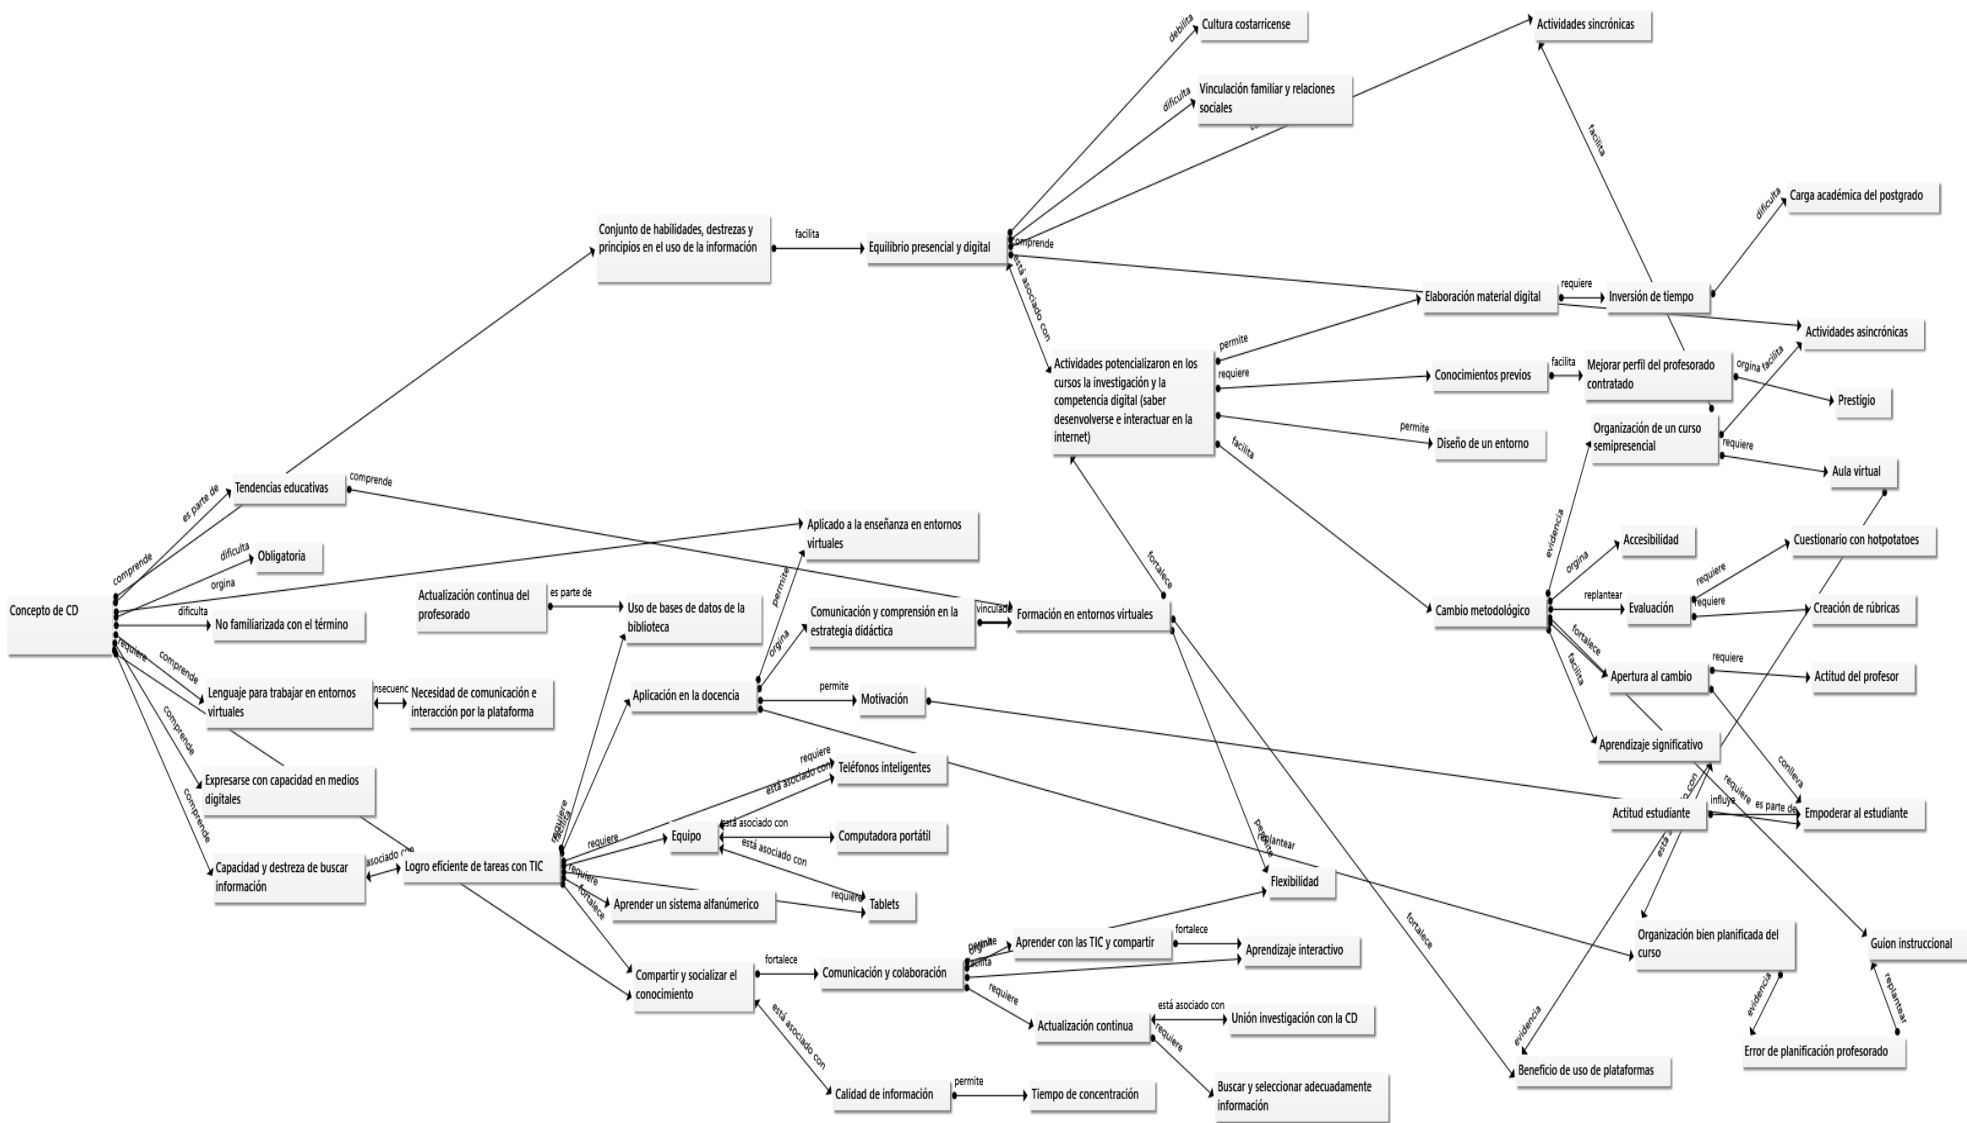 debilita
Cultura costarricense
Actividades sincrónicas
dificulta
Vinculación familiar y relaciones
sociales
facilita
dificulta
Carga académica del postgrado
Conjunto de habilidades, destrezas y
principios en el uso de la información
facilita
Equilibrio presencial y digital
comprende
está asociado con
Elaboración material digital
requiere
Inversión de tiempo
Actividades asincrónicas
permite
Actividades potencializaron en los
cursos la investigación y la
competencia digital (saber
desenvolverse e interactuar en la
internet)
requiere
Conocimientos previos
facilita
Mejorar perfil del profesorado
contratado
orgina
facilita
Prestigio
permite
Diseño de un entorno
facilita
Organización de un curso
semipresencial
requiere
Aula virtual
es parte de
Tendencias educativas
comprende
Aplicado a la enseñanza en entornos
virtuales
evidencia
Accesibilidad
Cuestionario con hotpotatoes
comprende
dificulta
Obligatoria
orgina
Concepto de CD
dificulta
No familiarizada con el término
Actualización continua del
profesorado
es parte de
Uso de bases de datos de la
biblioteca
permite
orgina
Comunicación y comprensión en la
estrategia didáctica
vinculado
Formación en entornos virtuales
fortalece
Cambio metodológico
orgina
replantear
Evaluación
requiere
requiere
Creación de rúbricas
requiere
comprende
Lenguaje para trabajar en entornos
virtuales
nsecuenc
Necesidad de comunicación e
interacción por la plataforma
Aplicación en la docencia
permite
Motivación
fortalece
facilita
Apertura al cambio
requiere
Actitud del profesor
comprende
Expresarse con capacidad en medios
digitales
Aprendizaje significativo
conlleva
requiere
requiere
está asociado con
Teléfonos inteligentes
requiere
facilita
requiere
Equipo
está asociado con
Computadora portátil
está asociado con
Actitud estudiante
influye
es parte de
Empoderar al estudiante
comprende
Capacidad y destreza de buscar
información
asociado con
Logro eficiente de tareas con TIC
requiere
fortalece
Aprender un sistema alfanúmerico
requiere
Tablets
permite
replantear
Flexibilidad
está a
o con
Organización bien planificada del
curso
Guion instruccional
fortalece
Compartir y socializar el
conocimiento
fortalece
Comunicación y colaboración
permite
orgina
facilita
Aprender con las TIC y compartir
fortalece
Aprendizaje interactivo
requiere
Actualización continua
está asociado con
Unión investigación con la CD
requiere
Buscar y seleccionar adecuadamente
información
está asociado con
Calidad de información
permite
Tiempo de concentración
evidencia
Beneficio de uso de plataformas
evidencia
Error de planificación profesorado
replantear